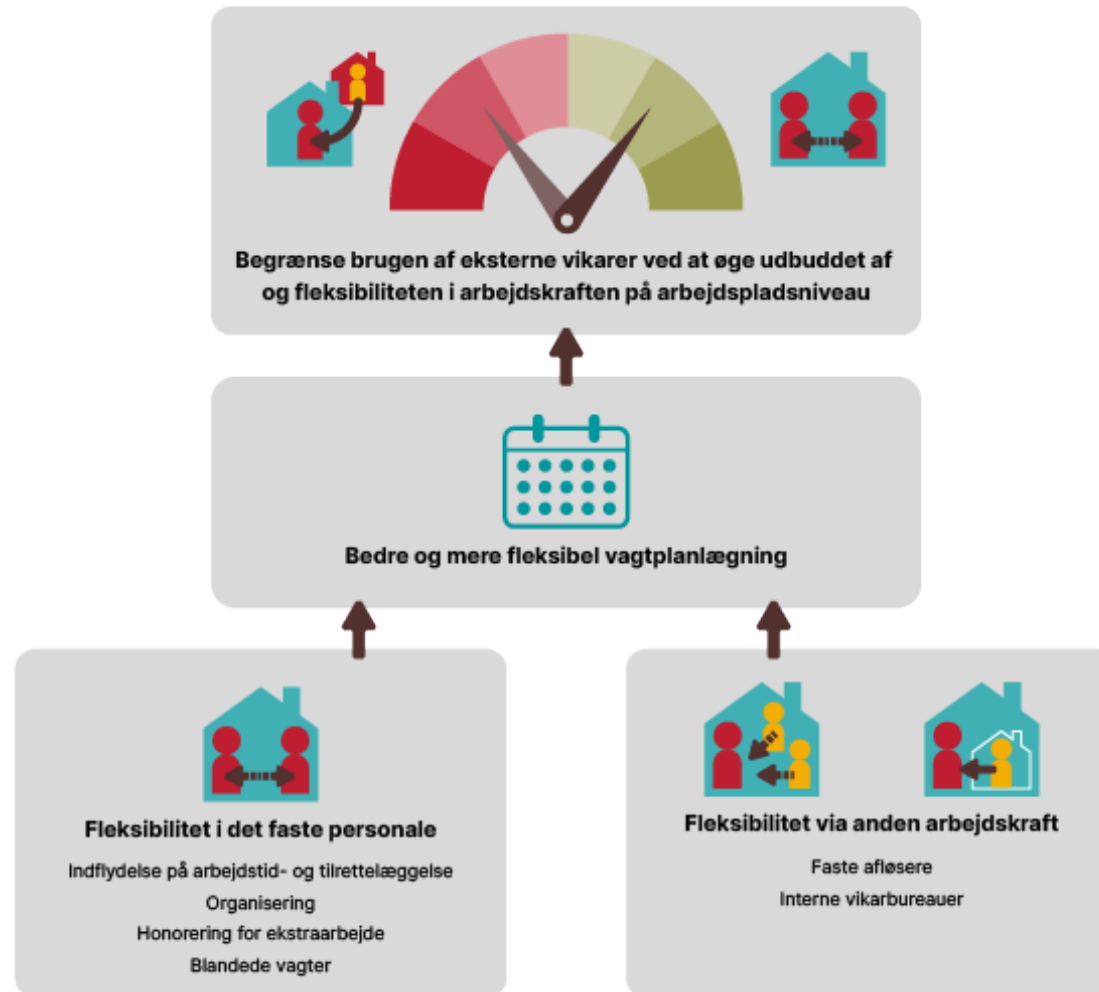 Begrænse brugen af eksterne vikarer ved at øge udbuddet af
og fleksibiliteten i arbejdskraften på arbejdspladsniveau
Bedre og mere fleksibel vagtplanlægning
Fleksibilitet i det faste personale
Indflydelse på arbejdstid- og tilrettelæggelse
Organisering
Honorering for ekstraarbejde
Blandede vagter
Fleksibilitet via anden arbejdskraft
Faste afløsere
Interne vikarbureauer